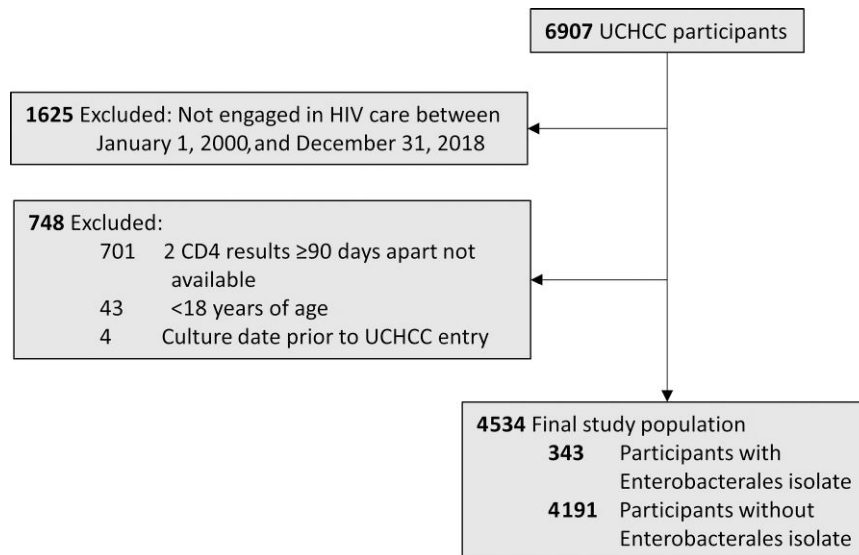 6907 UCHCC participants
1625 Excluded: Not engaged in HIV care between
January 1, 2000,and December 31, 2018
748 Excluded:
701 2 CD4 results ≥90 days apart not
available
43 <18 years of age
4 Culture date prior to UCHCC entry
4534 Final study population
343 Participants with
Enterobacterales isolate
4191 Participants without
Enterobacterales isolate